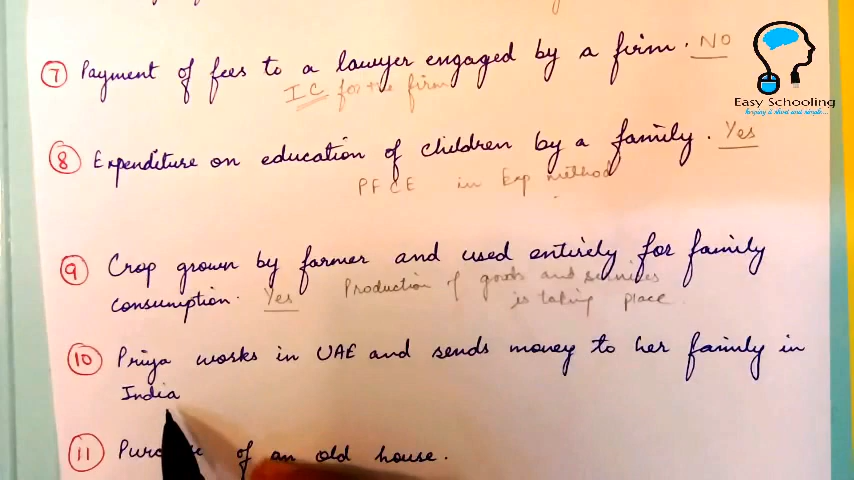 ⑦ Payment of fees to a lawyer engaged by a firm. NO
IC for the firm
⑧ Expenditure on education of children by a family. Yes
PFCE in Exp method
⑨ Crop grown by farmer and used entirely for family
consumption. Yes Production of goods and services
is taking place.
⑩ Priya works in UAE and sends money to her family in
India
⑪ of an old house.
Easy Schooling